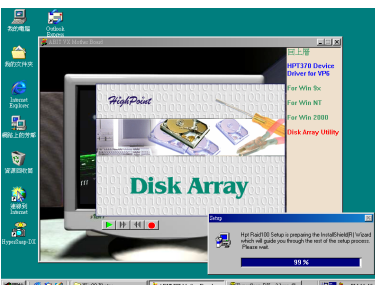 我的電腦
Outlook Express
我的文件夾
Internet Explorer
網路上的芳鄰
資源回收筒
連線到 Internet
HyperSnap-DX
ABIT VP6 Mother Board
回上層
HPT370 Device
Driver for VP6
For Win 9x
For Win NT
For Win 2000
Disk Array Utility
HighPoint
Disk Array
Setup
Hpt Raid100 Setup is preparing the InstallShield(R) Wizard
which will guide you through the rest of the setup process.
Please wait.
99 %